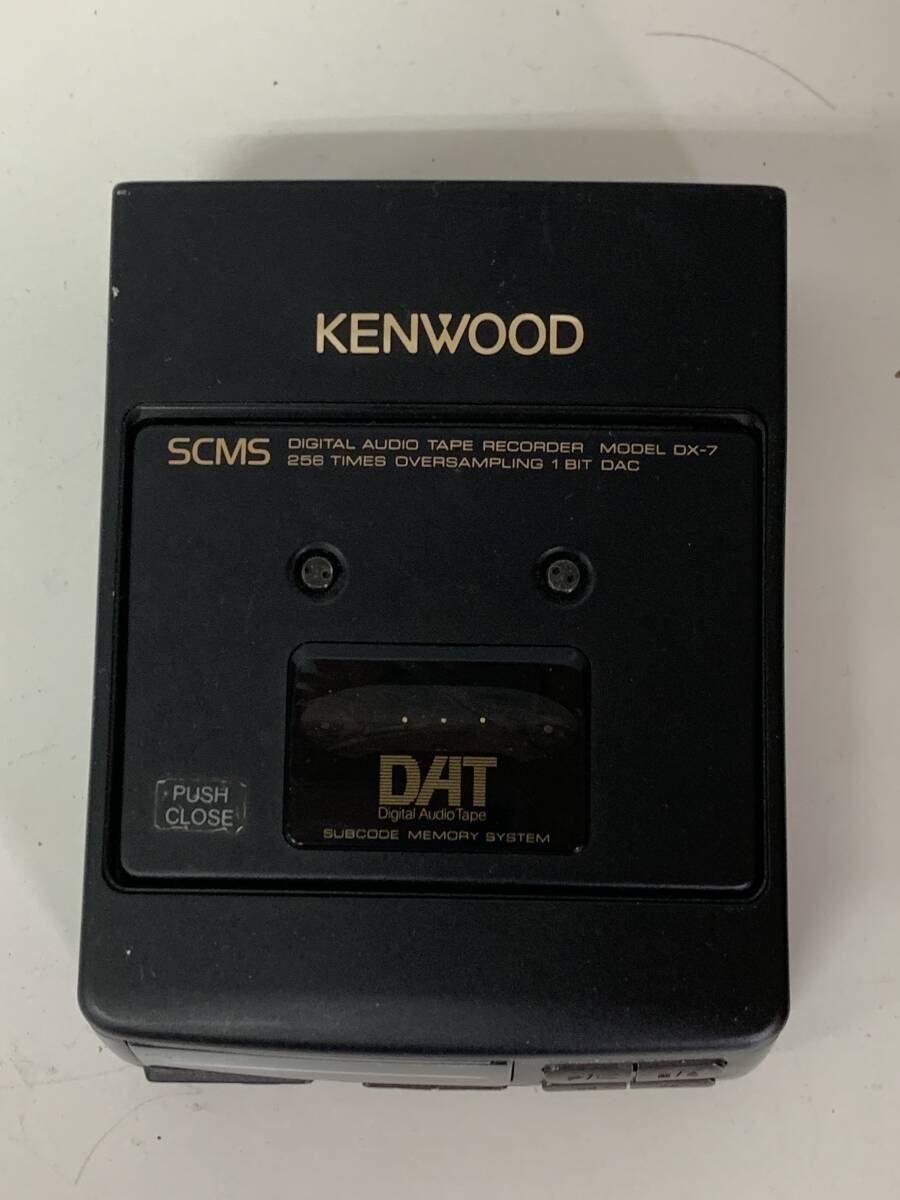 KENWOOD
SCMS
DIGITAL AUDIO TAPE RECORDER MODEL DX-7
256 TIMES OVERSAMPLING 1 BIT DAC
DAT
Digital Audio Tape
SUBCODE MEMORY SYSTEM
PUSH
CLOSE